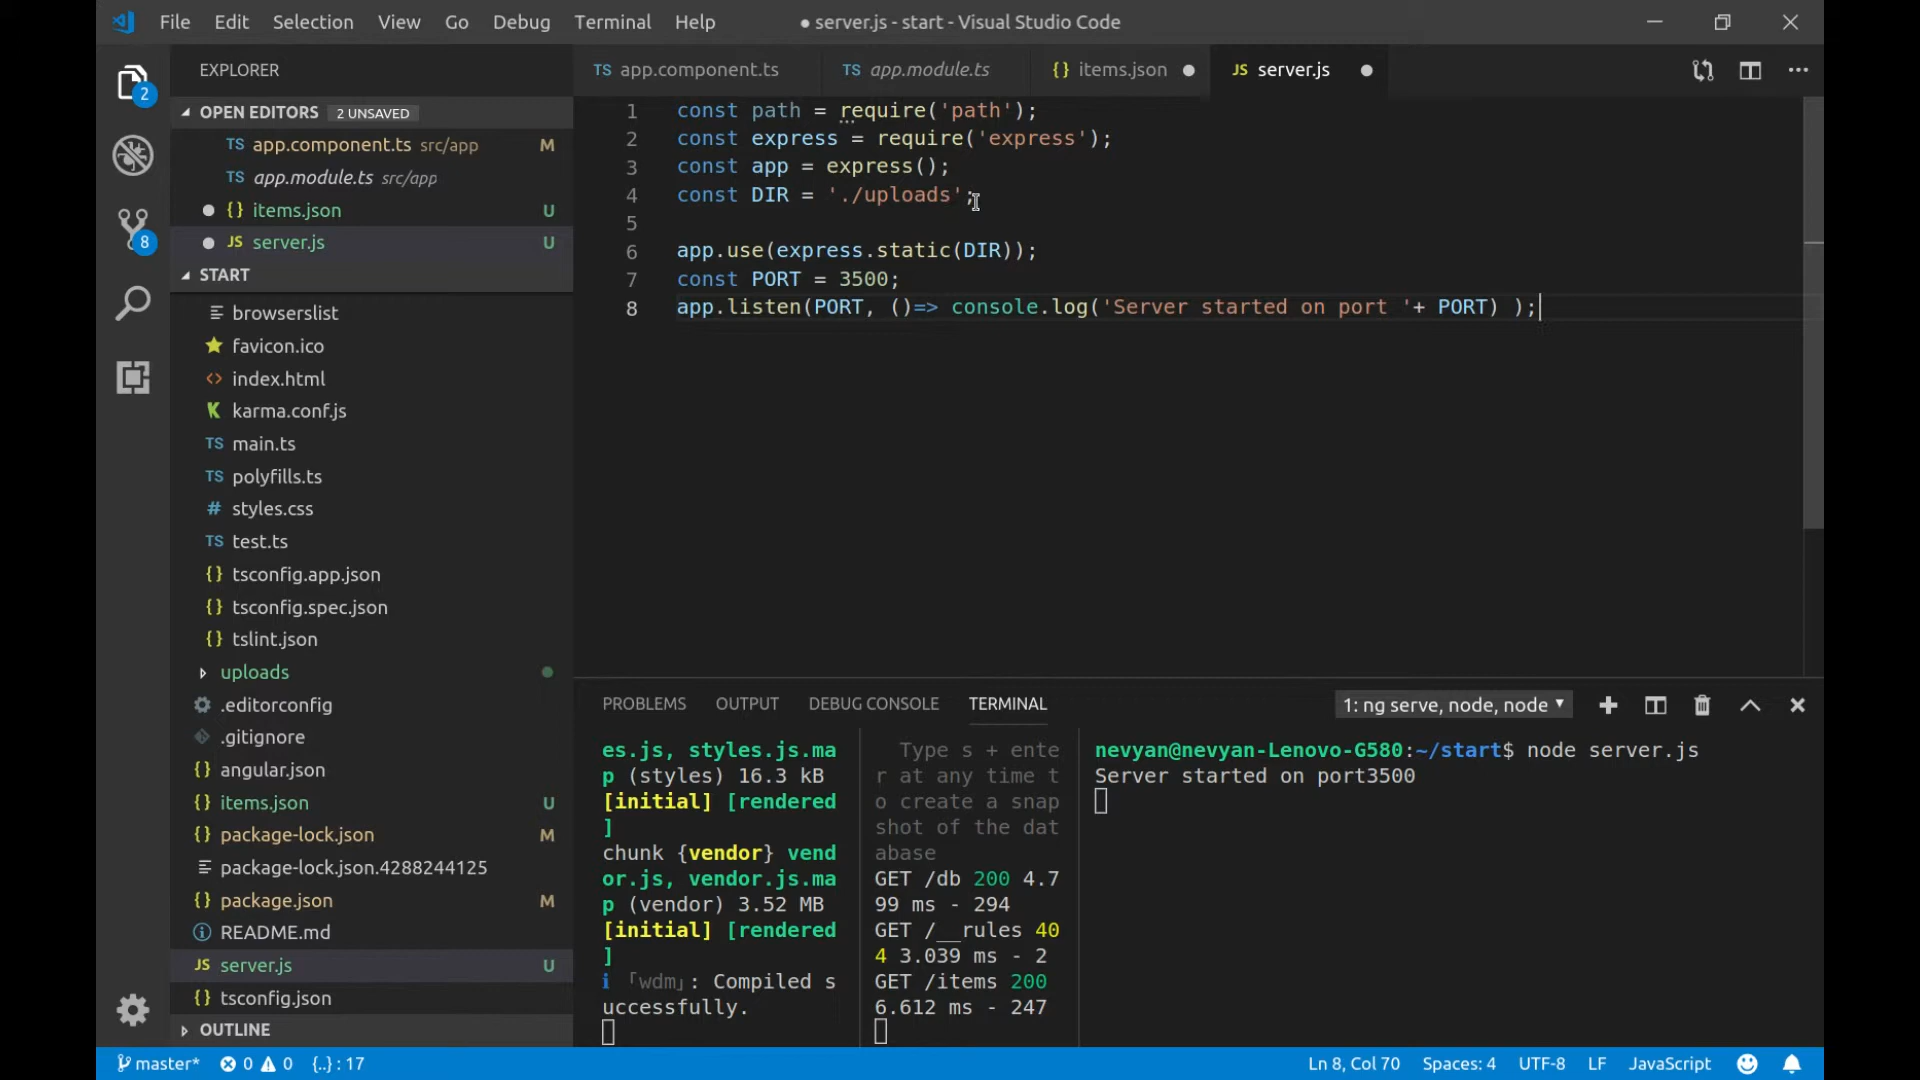 File Edit Selection View Go Debug Terminal Help
● server.js - start - Visual Studio Code
EXPLORER
OPEN EDITORS 2 UNSAVED
TS app.component.ts src/app M
TS app.module.ts src/app
{} items.json U
JS server.js U
START
browserslist
favicon.ico
<> index.html
K karma.conf.js
TS main.ts
TS polyfills.ts
# styles.css
TS test.ts
{} tsconfig.app.json
{} tsconfig.spec.json
{} tslint.json
uploads
.editorconfig
.gitignore
{} angular.json
{} items.json U
{} package-lock.json M
package-lock.json.4288244125
{} package.json M
README.md
JS server.js U
{} tsconfig.json
OUTLINE
2
8
TS app.component.ts
TS app.module.ts
{} items.json
JS server.js
1 const path = require('path');
2 const express = require('express');
3 const app = express();
4 const DIR = './uploads';
5
6 app.use(express.static(DIR));
7 const PORT = 3500;
8 app.listen(PORT, ()=> console.log('Server started on port '+ PORT) );
PROBLEMS OUTPUT DEBUG CONSOLE TERMINAL
1: ng serve, node, node
es.js, styles.js.ma
p (styles) 16.3 kB
[initial] [rendered
]
chunk {vendor} vend
or.js, vendor.js.ma
p (vendor) 3.52 MB
[initial] [rendered
]
i ｢wdm｣: Compiled s
uccessfully.
Type s + ente
r at any time t
o create a snap
shot of the dat
abase
GET /db 200 4.7
99 ms - 294
GET /__rules 40
4 3.039 ms - 2
GET /items 200
6.612 ms - 247
nevyan@nevyan-Lenovo-G580:~/start$ node server.js
Server started on port3500
master* 0 0 {..} : 17
Ln 8, Col 70 Spaces: 4 UTF-8 LF JavaScript